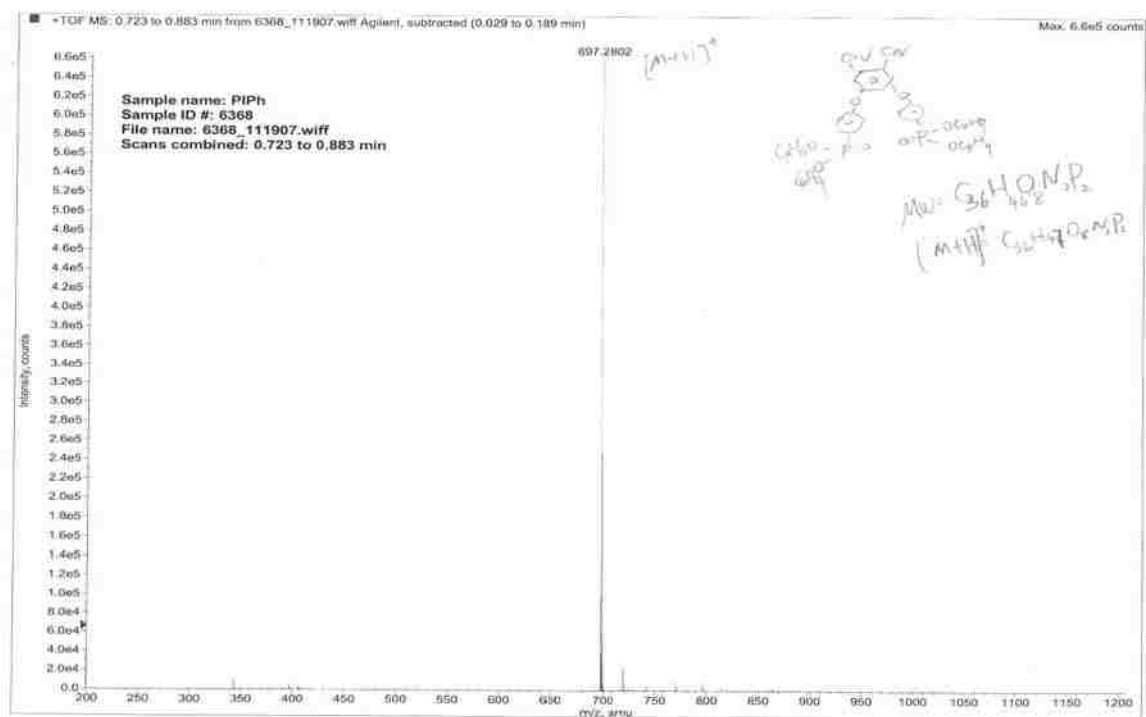 +TOF MS: 0.723 to 0.883 min from 6368_111907.wiff Agilent, subtracted (0.029 to 0.189 min)
Max. 6.6e5 counts
697.2802
[M+H]+
Sample name: PIPh
Sample ID #: 6368
File name: 6368_111907.wiff
Scans combined: 0.723 to 0.883 min
6.6e5
6.4e5
6.2e5
6.0e5
5.8e5
5.6e5
5.4e5
5.2e5
5.0e5
4.8e5
4.6e5
4.4e5
4.2e5
4.0e5
3.8e5
3.6e5
3.4e5
3.2e5
3.0e5
2.8e5
2.6e5
2.4e5
2.2e5
2.0e5
1.8e5
1.6e5
1.4e5
1.2e5
1.0e5
8.0e4
6.0e4
4.0e4
2.0e4
0.0
Intensity, counts
MW: C36H46O8N2P2
[M+H]+ C36H47O8N2P2
200 250 300 350 400 450 500 550 600 650 700 750 800 850 900 950 1000 1050 1100 1150 1200
m/z, amu